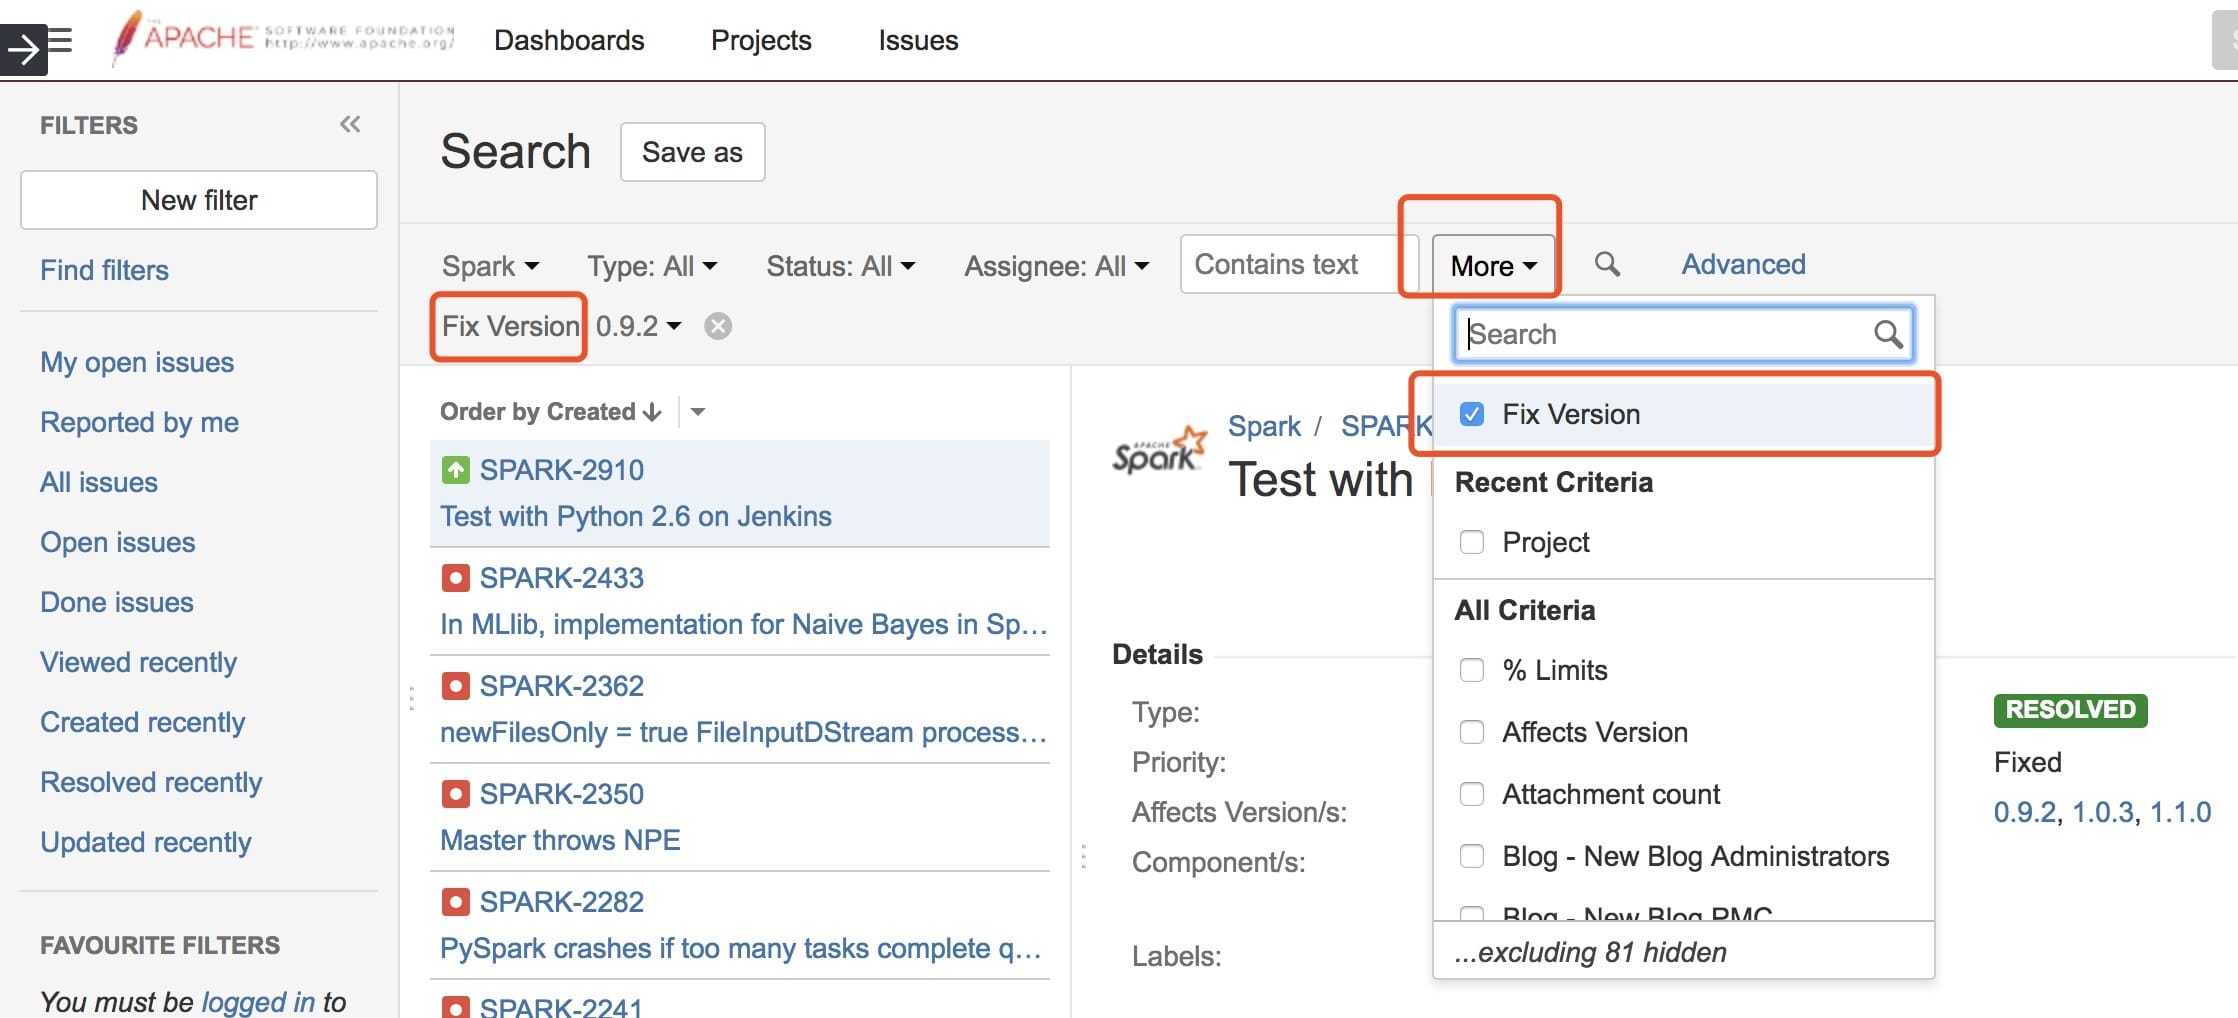 THE
APACHE SOFTWARE FOUNDATION
http://www.apache.org/
Dashboards Projects Issues
FILTERS
New filter
Find filters
My open issues
Reported by me
All issues
Open issues
Done issues
Viewed recently
Created recently
Resolved recently
Updated recently
FAVOURITE FILTERS
You must be logged in to
Search Save as
Spark Type: All Status: All Assignee: All Contains text More Advanced
Fix Version 0.9.2
Order by Created
SPARK-2910
Test with Python 2.6 on Jenkins
SPARK-2433
In MLlib, implementation for Naive Bayes in Sp...
SPARK-2362
newFilesOnly = true FileInputDStream process...
SPARK-2350
Master throws NPE
SPARK-2282
PySpark crashes if too many tasks complete q...
SPARK-2241
APACHE
Spark
Spark / SPARK
Test with
Details
Type:
Priority:
Affects Version/s:
Component/s:
Labels:
Search
Fix Version
Recent Criteria
Project
All Criteria
% Limits
Affects Version
Attachment count
Blog - New Blog Administrators
Blog - New Blog PMC
...excluding 81 hidden
RESOLVED
Fixed
0.9.2, 1.0.3, 1.1.0